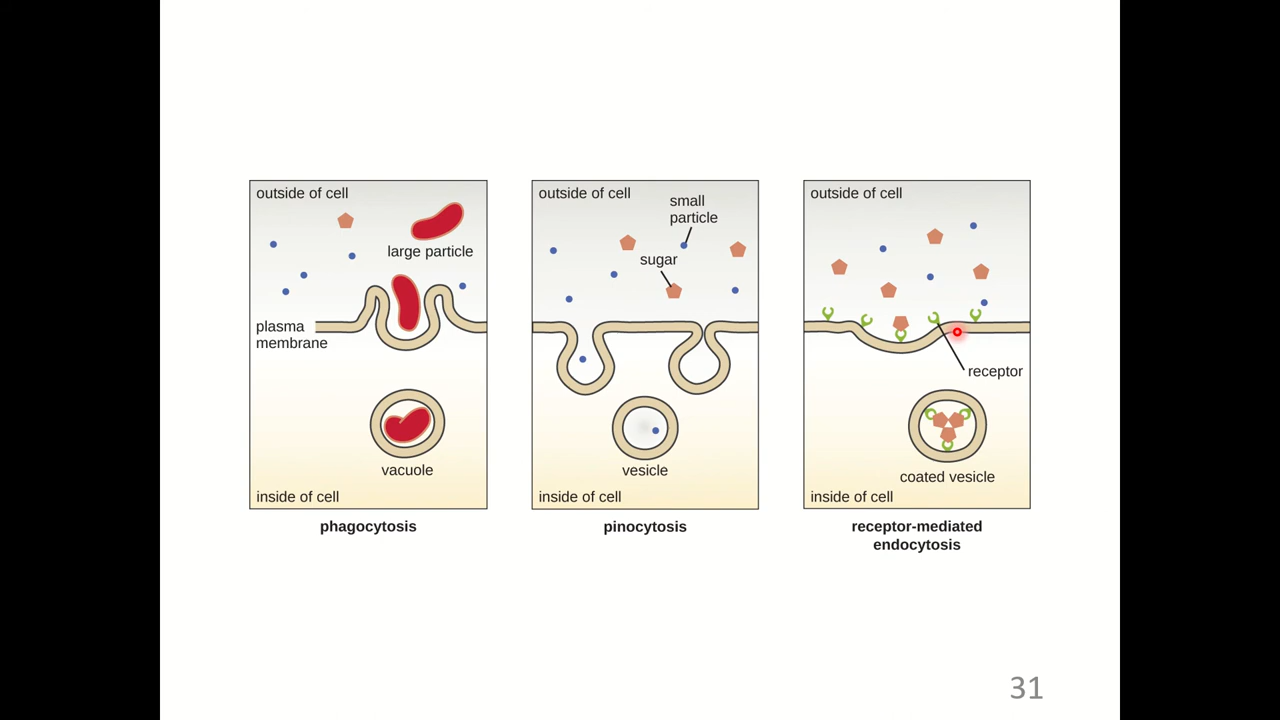 outside of cell
large particle
plasma
membrane
vacuole
inside of cell
phagocytosis
outside of cell
small
particle
sugar
vesicle
inside of cell
pinocytosis
outside of cell
receptor
coated vesicle
inside of cell
receptor-mediated
endocytosis
31